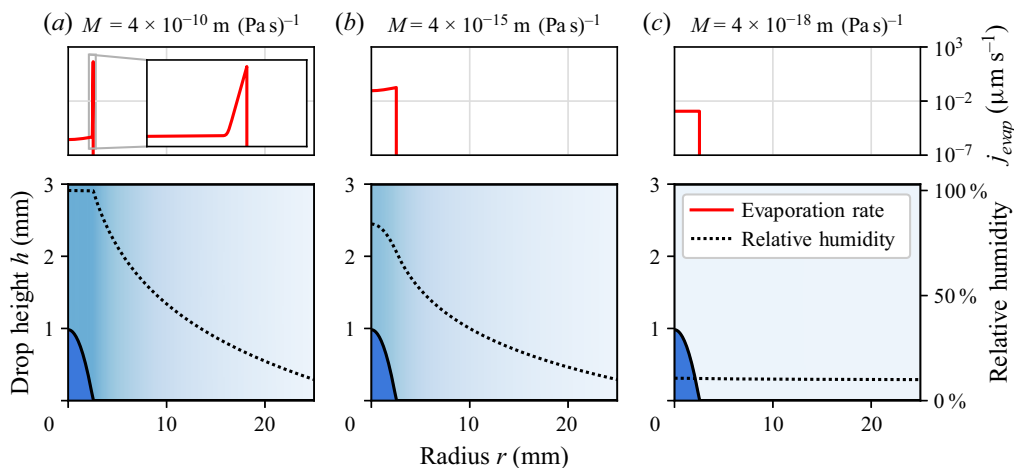 (a) M = 4 × 10⁻¹⁰ m (Pa s)⁻¹
(b) M = 4 × 10⁻¹⁵ m (Pa s)⁻¹
(c) M = 4 × 10⁻¹⁸ m (Pa s)⁻¹
10³
10⁻²
10⁻⁷
j_evap (μm s⁻¹)
Drop height h (mm)
3
2
1
0
0 10 20
3
2
1
0 10 20
3
2
1
0 10 20
Evaporation rate
Relative humidity
100 %
50 %
0 %
Relative humidity
Radius r (mm)